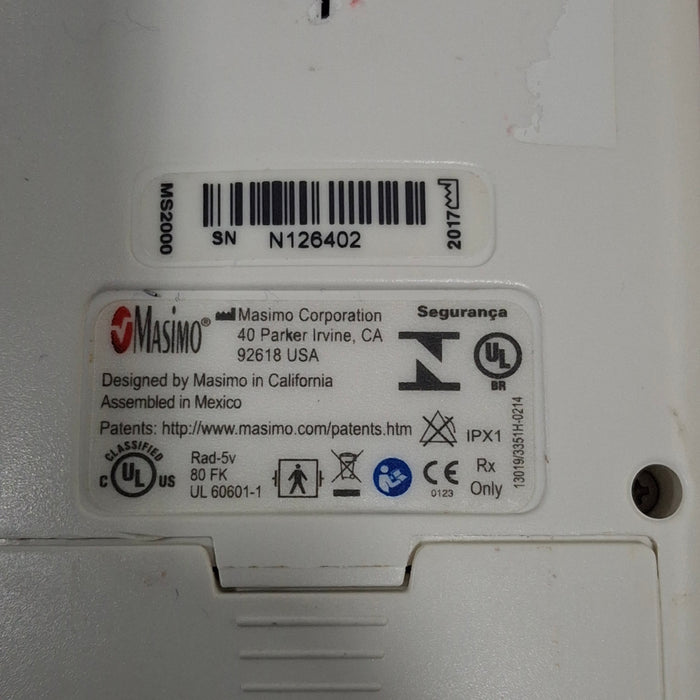 MS2000
SN N126402
2017
MASIMO®
Masimo Corporation
40 Parker Irvine, CA
92618 USA
Designed by Masimo in California
Assembled in Mexico
Patents: http://www.masimo.com/patents.htm
Segurança
UL
BR
IPX1
CLASSIFIED
C UL US
Rad-5v
80 FK
UL 60601-1
CE
0123
Rx
Only
13019/3351H-0214